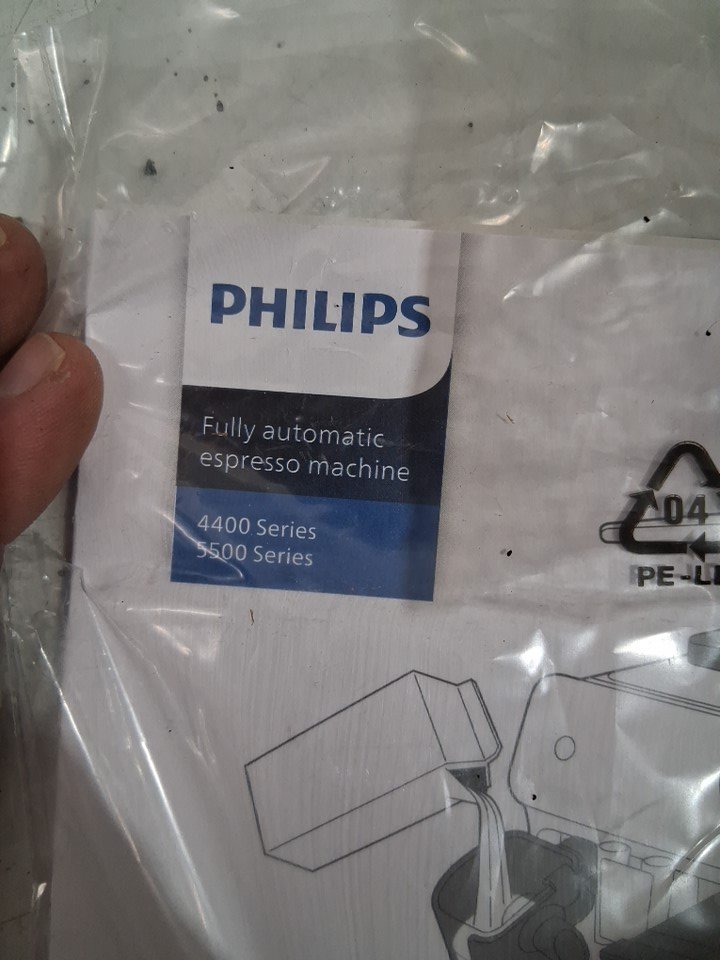 PHILIPS
Fully automatic
espresso machine
4400 Series
5500 Series
04